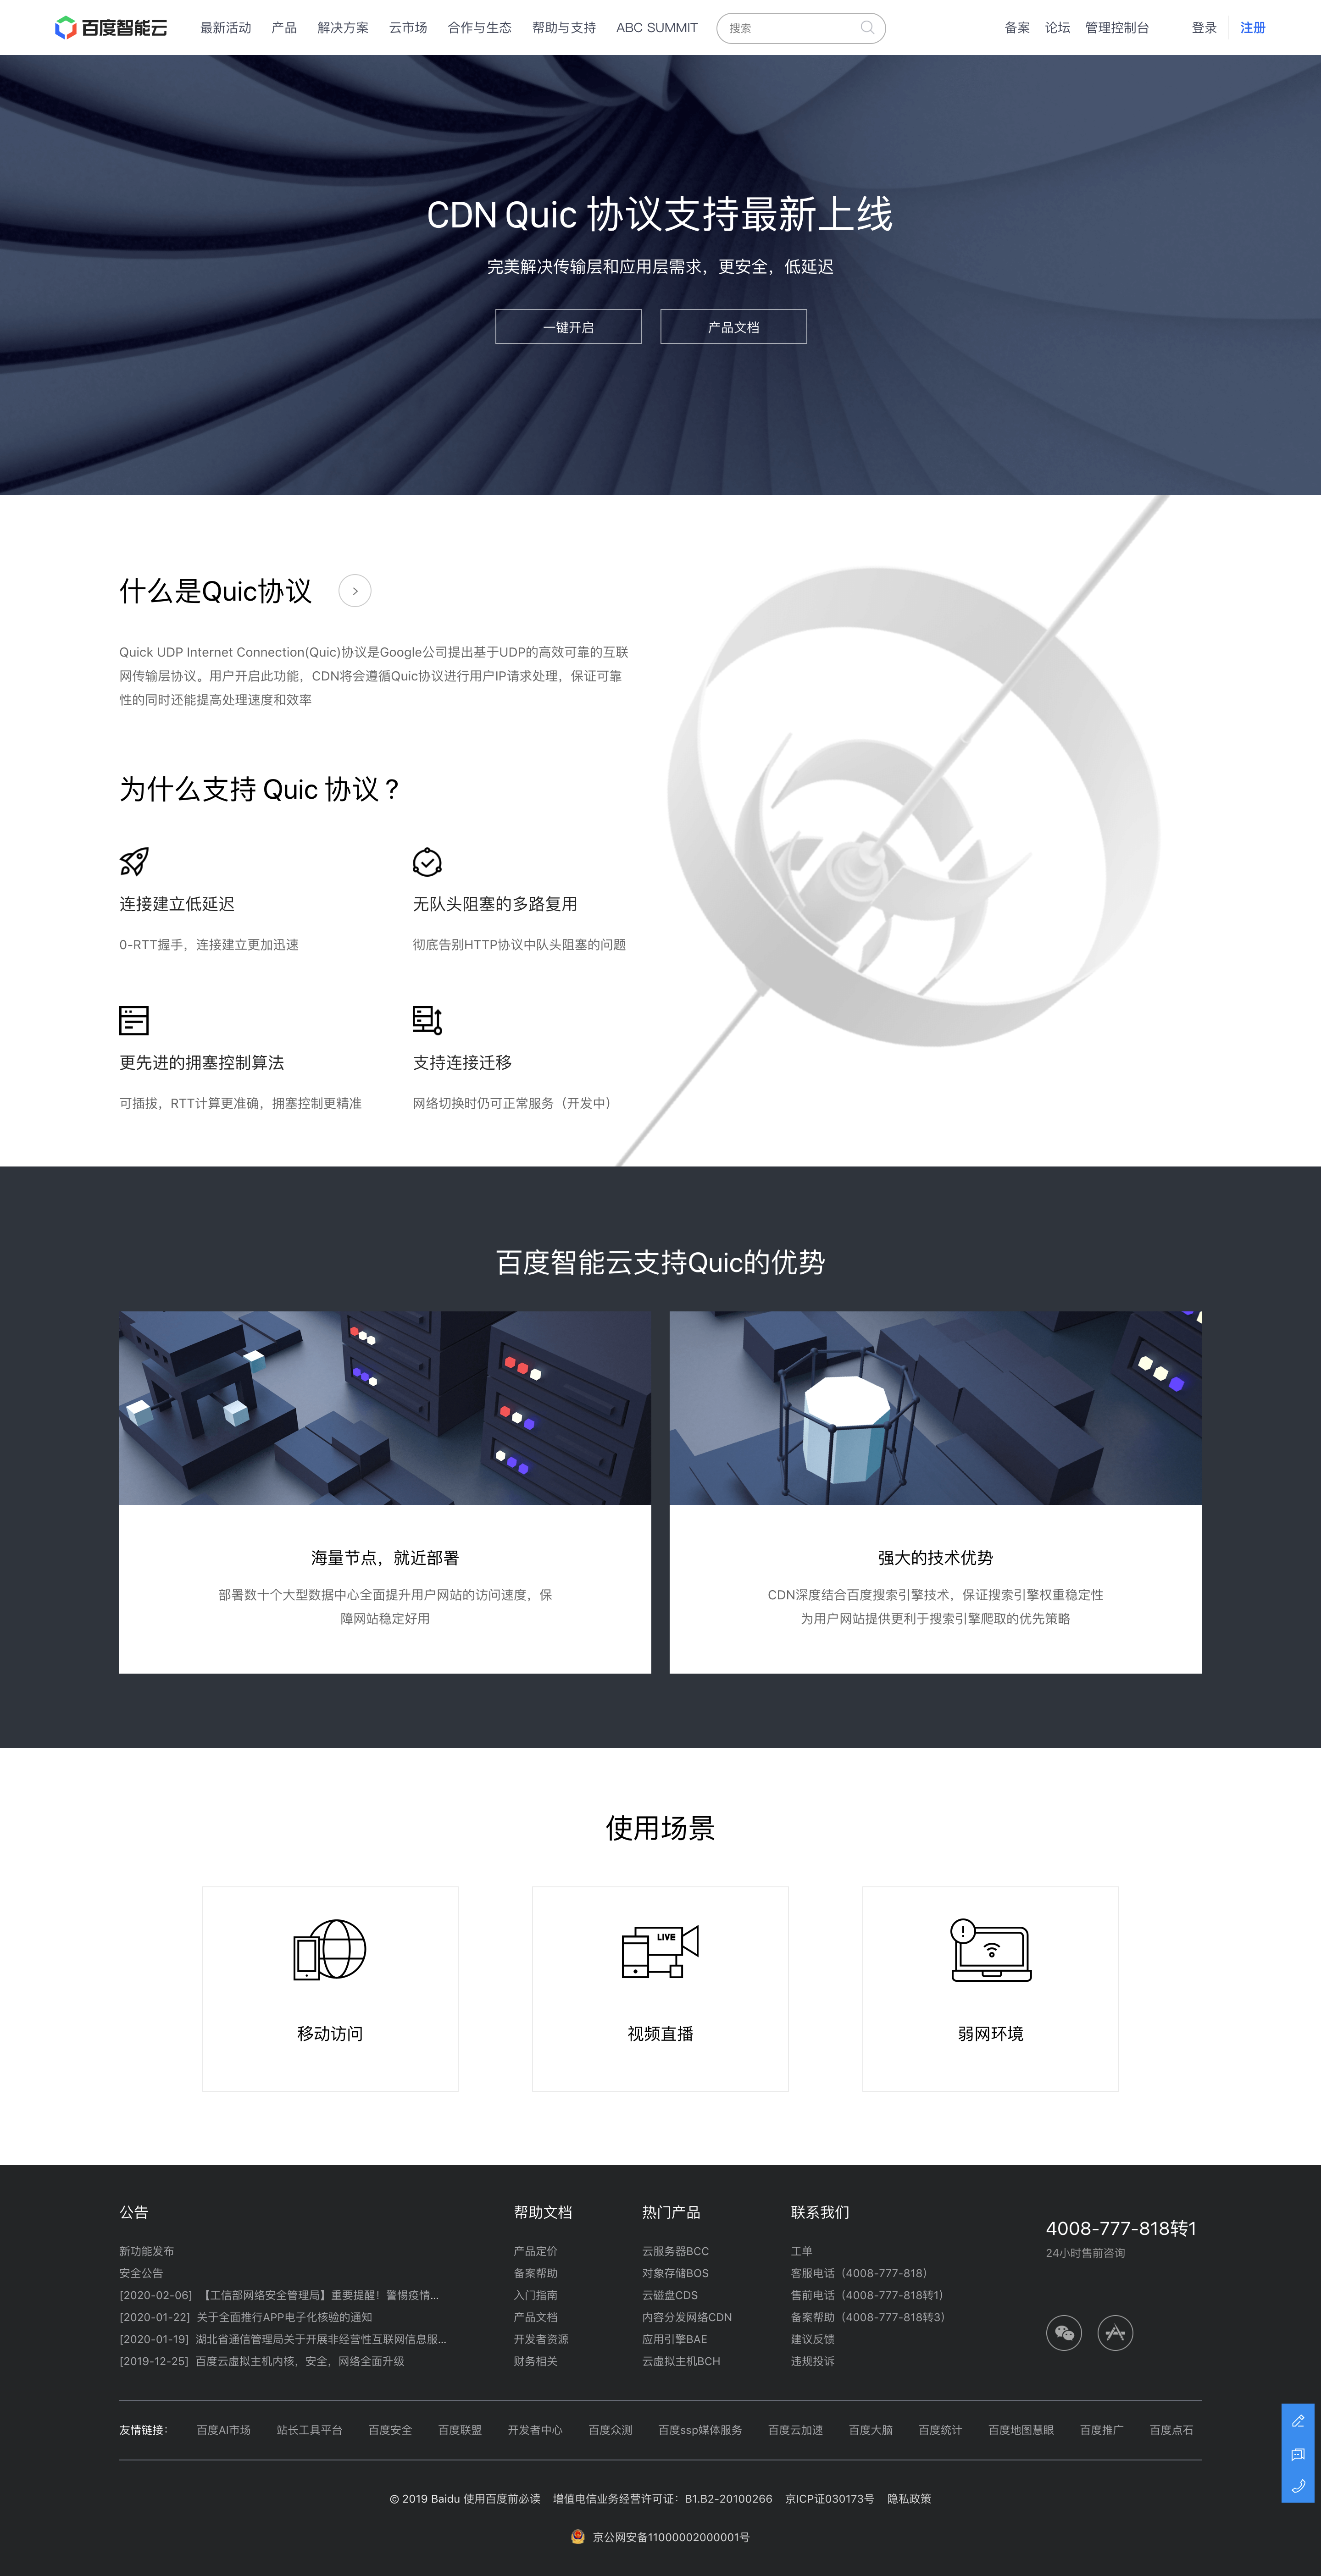 百度智能云
最新活动 产品 解决方案 云市场 合作与生态 帮助与支持 ABC SUMMIT 搜索 备案 论坛 管理控制台 登录 注册
CDN Quic 协议支持最新上线
完美解决传输层和应用层需求，更安全，低延迟
一键开启 产品文档
什么是Quic协议
Quick UDP Internet Connection(Quic)协议是Google公司提出基于UDP的高效可靠的互联
网传输层协议。用户开启此功能，CDN将会遵循Quic协议进行用户IP请求处理，保证可靠
性的同时还能提高处理速度和效率
为什么支持 Quic 协议？
连接建立低延迟
0-RTT握手，连接建立更加迅速
无队头阻塞的多路复用
彻底告别HTTP协议中队头阻塞的问题
更先进的拥塞控制算法
可插拔，RTT计算更准确，拥塞控制更精准
支持连接迁移
网络切换时仍可正常服务（开发中）
百度智能云支持Quic的优势
海量节点，就近部署
部署数十个大型数据中心全面提升用户网站的访问速度，保
障网站稳定好用
强大的技术优势
CDN深度结合百度搜索引擎技术，保证搜索引擎权重稳定性
为用户网站提供更利于搜索引擎爬取的优先策略
使用场景
移动访问
LIVE
视频直播
弱网环境
公告
新功能发布
安全公告
[2020-02-06] 【工信部网络安全管理局】重要提醒！警惕疫情...
[2020-01-22] 关于全面推行APP电子化核验的通知
[2020-01-19] 湖北省通信管理局关于开展非经营性互联网信息服...
[2019-12-25] 百度云虚拟主机内核，安全，网络全面升级
帮助文档
产品定价
备案帮助
入门指南
产品文档
开发者资源
财务相关
热门产品
云服务器BCC
对象存储BOS
云磁盘CDS
内容分发网络CDN
应用引擎BAE
云虚拟主机BCH
联系我们
工单
客服电话（4008-777-818）
售前电话（4008-777-818转1）
备案帮助（4008-777-818转3）
建议反馈
违规投诉
4008-777-818转1
24小时售前咨询
友情链接： 百度AI市场 站长工具平台 百度安全 百度联盟 开发者中心 百度众测 百度ssp媒体服务 百度云加速 百度大脑 百度统计 百度地图慧眼 百度推广 百度点石
© 2019 Baidu 使用百度前必读 增值电信业务经营许可证：B1.B2-20100266 京ICP证030173号 隐私政策
京公网安备11000002000001号